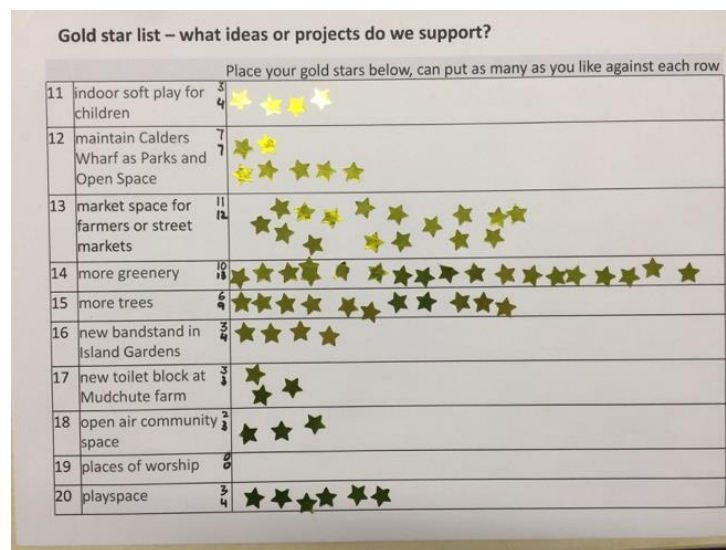 Gold star list – what ideas or projects do we support?
Place your gold stars below, can put as many as you like against each row
11 indoor soft play for 3
children 4
12 maintain Calders 7
Wharf as Parks and 7
Open Space
13 market space for 11
farmers or street 12
markets
14 more greenery 10
18
15 more trees 6
9
16 new bandstand in 3
Island Gardens 4
17 new toilet block at 3
Mudchute farm 3
18 open air community 2
space 3
19 places of worship 0
0
20 playspace 3
4